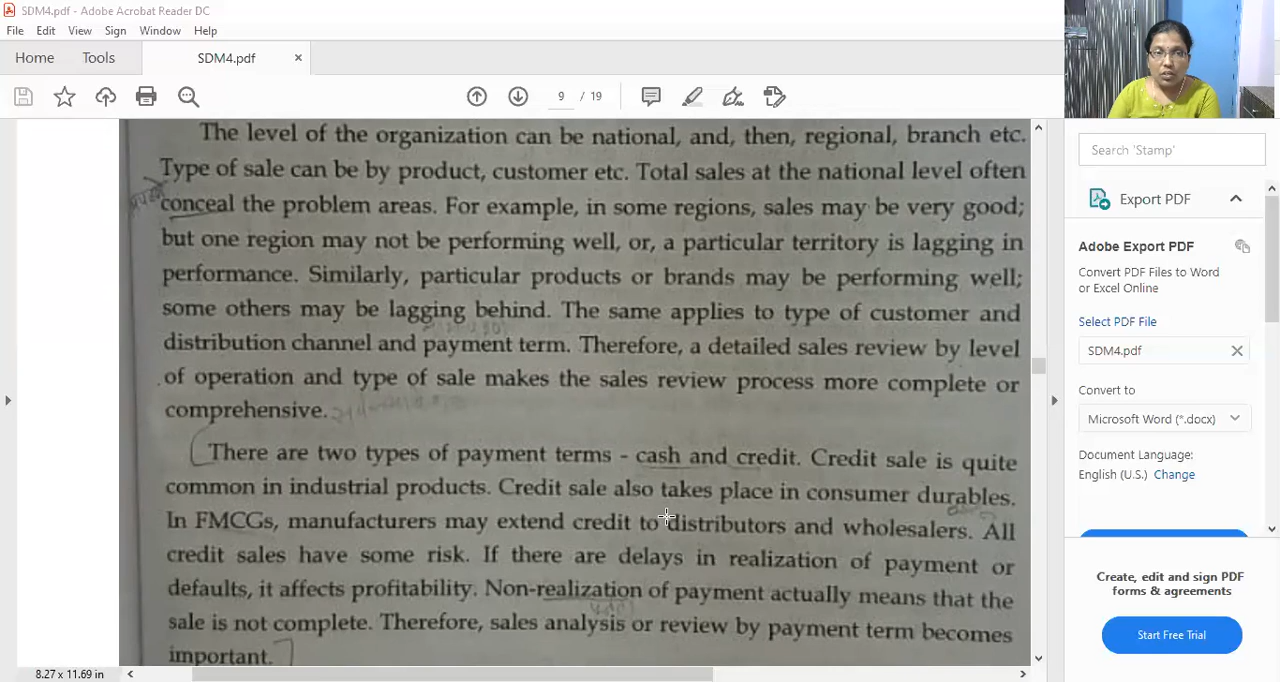 SDM4.pdf - Adobe Acrobat Reader DC
File Edit View Sign Window Help
Home Tools SDM4.pdf ×
9 / 19
The level of the organization can be national, and, then, regional, branch etc.
Type of sale can be by product, customer etc. Total sales at the national level often
conceal the problem areas. For example, in some regions, sales may be very good;
but one region may not be performing well, or, a particular territory is lagging in
performance. Similarly, particular products or brands may be performing well;
some others may be lagging behind. The same applies to type of customer and
distribution channel and payment term. Therefore, a detailed sales review by level
of operation and type of sale makes the sales review process more complete or
comprehensive.
There are two types of payment terms - cash and credit. Credit sale is quite
common in industrial products. Credit sale also takes place in consumer durables.
In FMCGs, manufacturers may extend credit to distributors and wholesalers. All
credit sales have some risk. If there are delays in realization of payment or
defaults, it affects profitability. Non-realization of payment actually means that the
sale is not complete. Therefore, sales analysis or review by payment term becomes
important.
8.27 x 11.69 in
Search 'Stamp'
Export PDF
Adobe Export PDF
Convert PDF Files to Word
or Excel Online
Select PDF File
SDM4.pdf
Convert to
Microsoft Word (*.docx)
Document Language:
English (U.S.) Change
Create, edit and sign PDF
forms & agreements
Start Free Trial